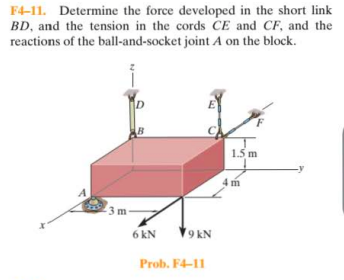 F4–11. Determine the force developed in the short link
BD, and the tension in the cords CE and CF, and the
reactions of the ball-and-socket joint A on the block.
z
D
E
F
B
C
1.5 m
y
4 m
A
3 m
x
6 kN
9 kN
Prob. F4–11